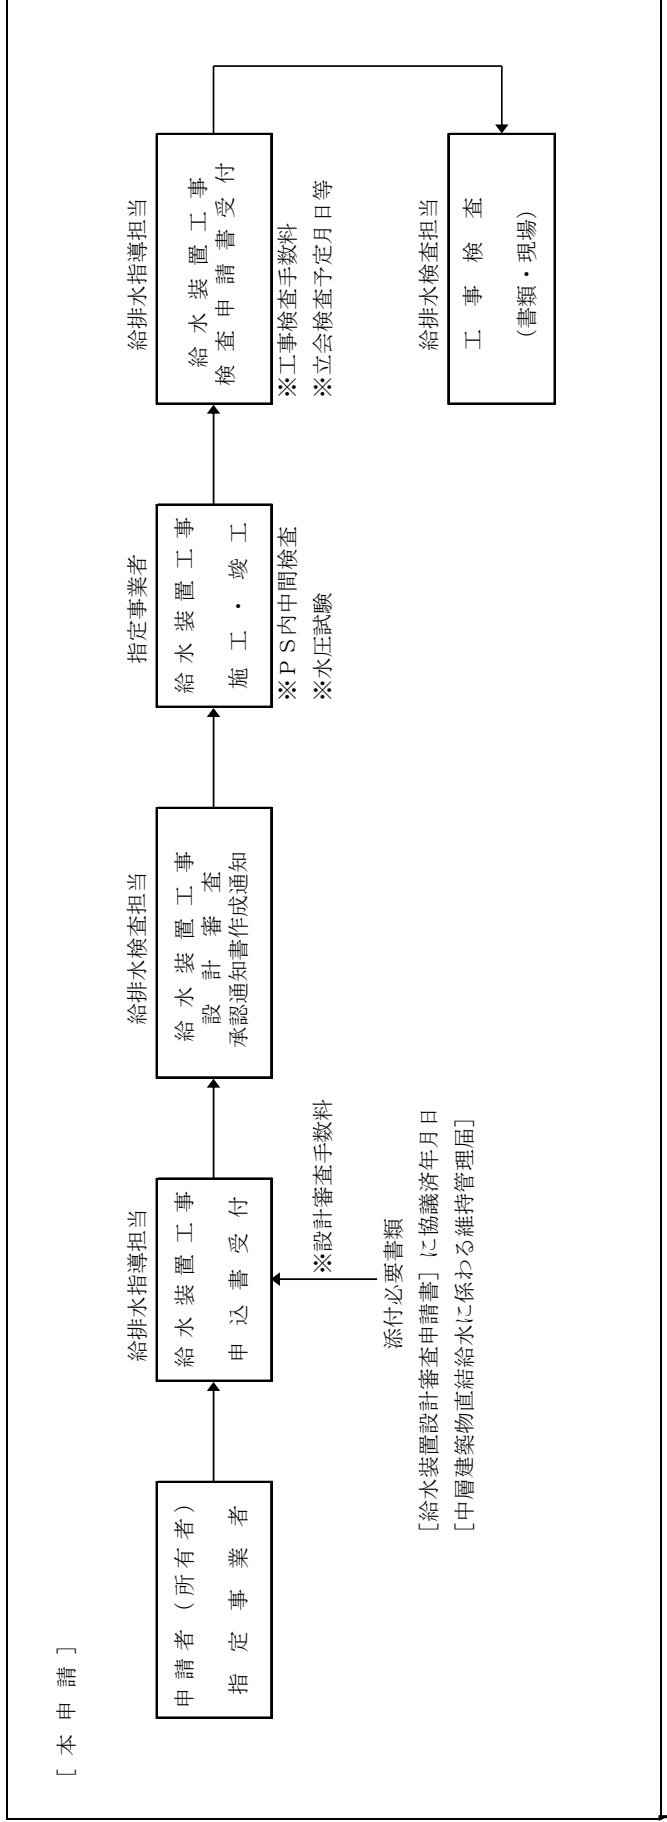 [ 本 申 請 ]
申 請 者 ( 所 有 者 )
指 定 事 業 者
給排水指導担当
給 水 装 置 工 事
申 込 書 受 付
※設計審査手数料
添付必要書類
[給水装置設計審査申請書] に協議済年月日
[中層建築物直結給水に係わる維持管理届]
給排水検査担当
給 水 装 置 工 事
設 計 審 査
承認通知書作成通知
指定事業者
給 水 装 置 工 事
施 工 ・ 竣 工
※ＰＳ内中間検査
※水圧試験
給排水指導担当
給 水 装 置 工 事
検 査 申 請 書 受 付
※工事検査手数料
※立会検査予定月日等
給排水検査担当
工 事 検 査
(書類・現場)